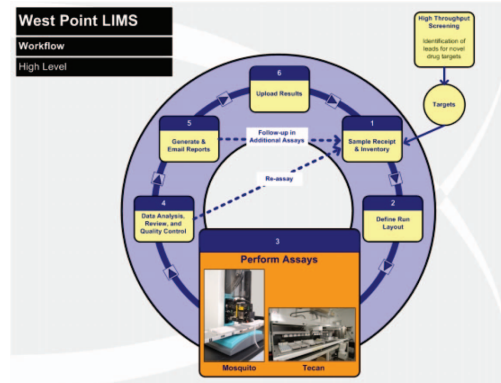 West Point LIMS
Workflow
High Level
High Throughput
Screening
Identification of
leads for novel
drug targets
Targets
6
Upload Results
5
Generate &
Email Reports
Follow-up in
Additional Assays
1
Sample Receipt
& Inventory
Re-assay
4
Data Analysis,
Review, and
Quality Control
2
Define Run
Layout
3
Perform Assays
Mosquito
Tecan